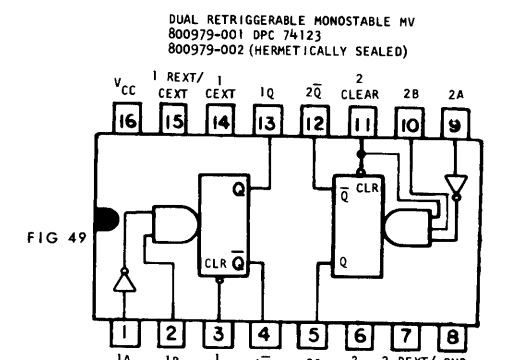 DUAL RETRIGGERABLE MONOSTABLE MV
800979-001 DPC 74123
800979-002 (HERMETICALLY SEALED)
VCC 1 REXT/CEXT 1 CEXT 1Q 2Q̅ 2 CLEAR 2B 2A
16 15 14 13 12 11 10 9
Q Q̅ CLR
FIG 49
CLR Q̅ Q
1 2 3 4 5 6 7 8
1A 1B 1 2 2 REXT/